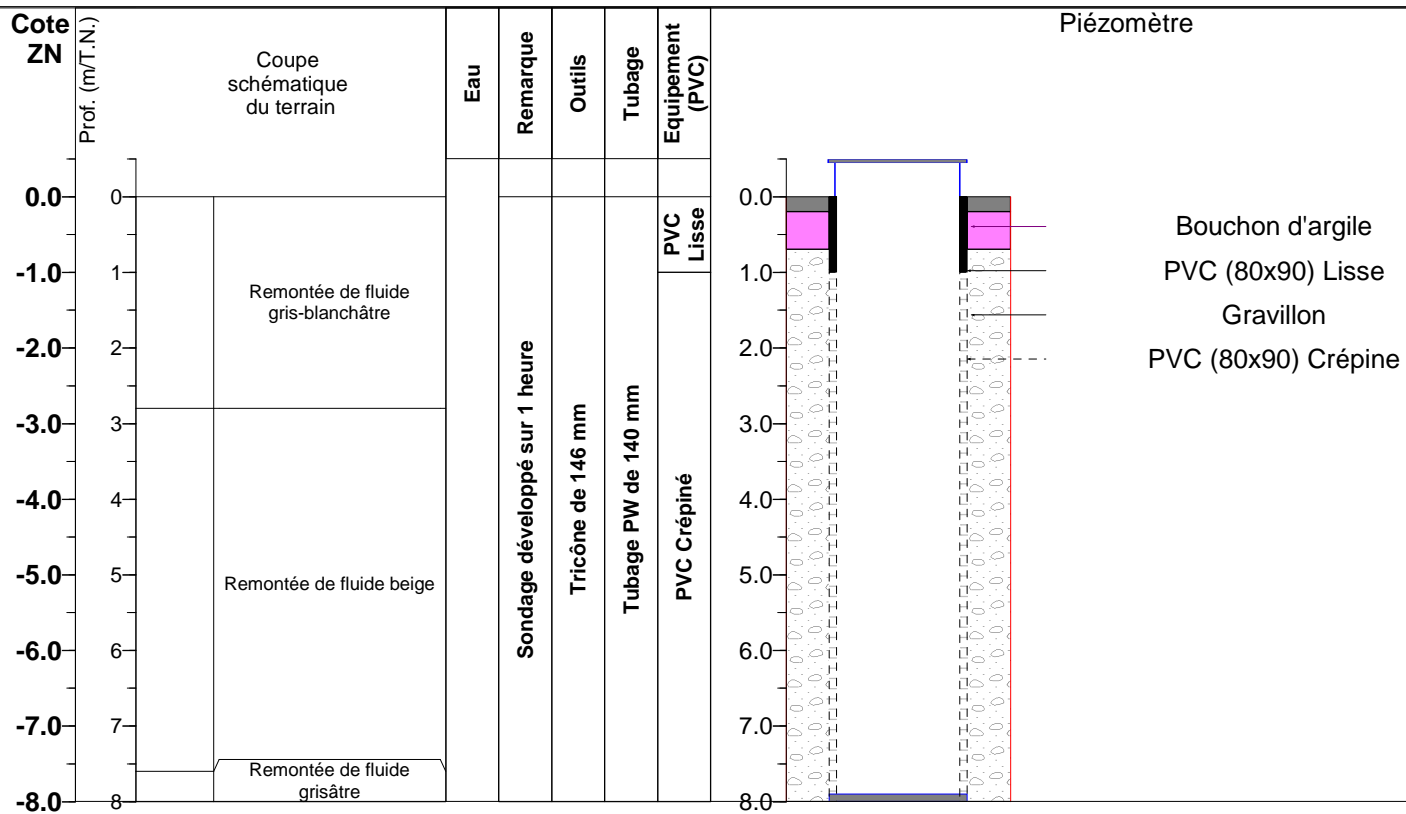 Cote
ZN
Prof. (m/T.N.)
Coupe
schématique
du terrain
Eau
Remarque
Outils
Tubage
Equipement
(PVC)
Piézomètre
0.0
-1.0
-2.0
-3.0
-4.0
-5.0
-6.0
-7.0
-8.0
0
1
2
3
4
5
6
7
8
Remontée de fluide
gris-blanchâtre
Remontée de fluide beige
Remontée de fluide
grisâtre
Sondage développé sur 1 heure
Tricône de 146 mm
Tubage PW de 140 mm
PVC
Lisse
PVC Crépiné
0.0
1.0
2.0
3.0
4.0
5.0
6.0
7.0
8.0
Bouchon d'argile
PVC (80x90) Lisse
Gravillon
PVC (80x90) Crépine